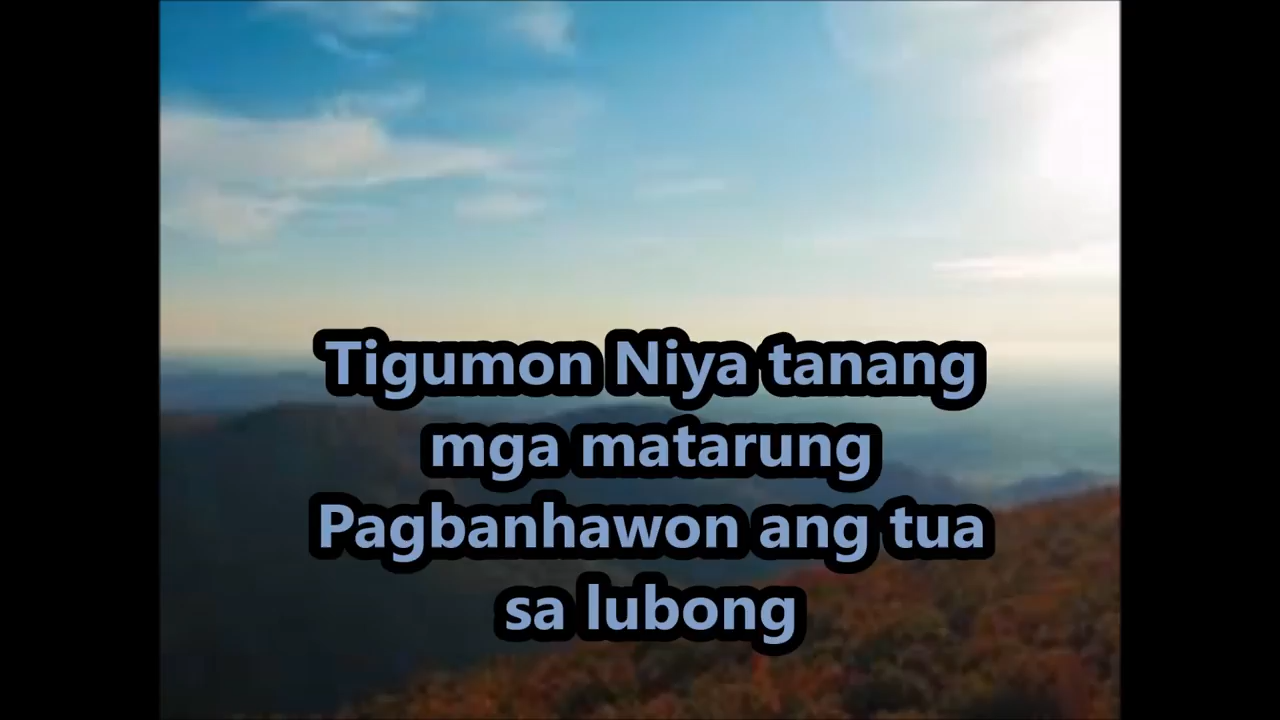 Tigumon Niya tanang
mga matarung
Pagbanhawon ang tua
sa lubong